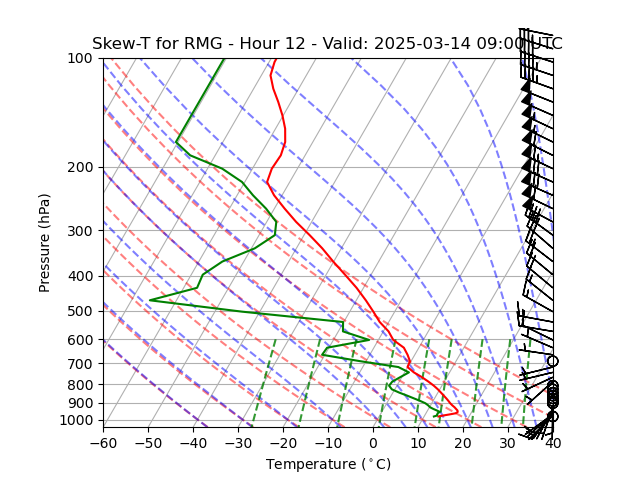 Skew-T for RMG - Hour 12 - Valid: 2025-03-14 09:00 UTC
100
200
300
400
500
600
700
800
900
1000
Pressure (hPa)
−60 −50 −40 −30 −20 −10 0 10 20 30 40
Temperature (°C)